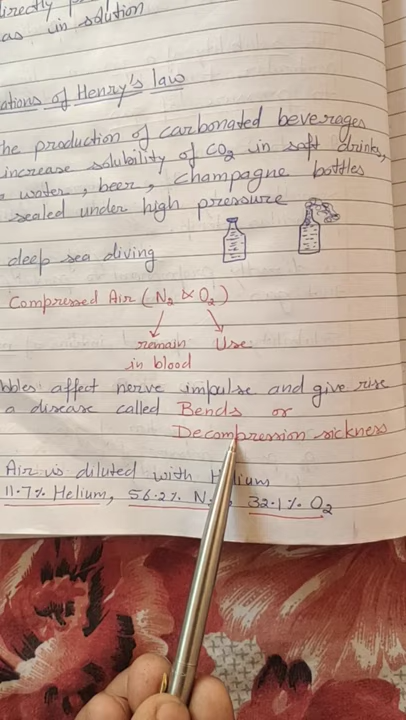 directly p
as in solution
ations of Henry's law
he production of carbonated beverages
increase solubility of CO2 in soft drinks,
water, beer, champagne bottles
sealed under high pressure
deep sea diving
Compressed Air (N2 & O2)
remain Use
in blood
bbles affect nerve impulse and give rise
a disease called Bends or
Decompression sickness
Air is diluted with Helium
11.7% Helium, 56.2% N 32.1% O2